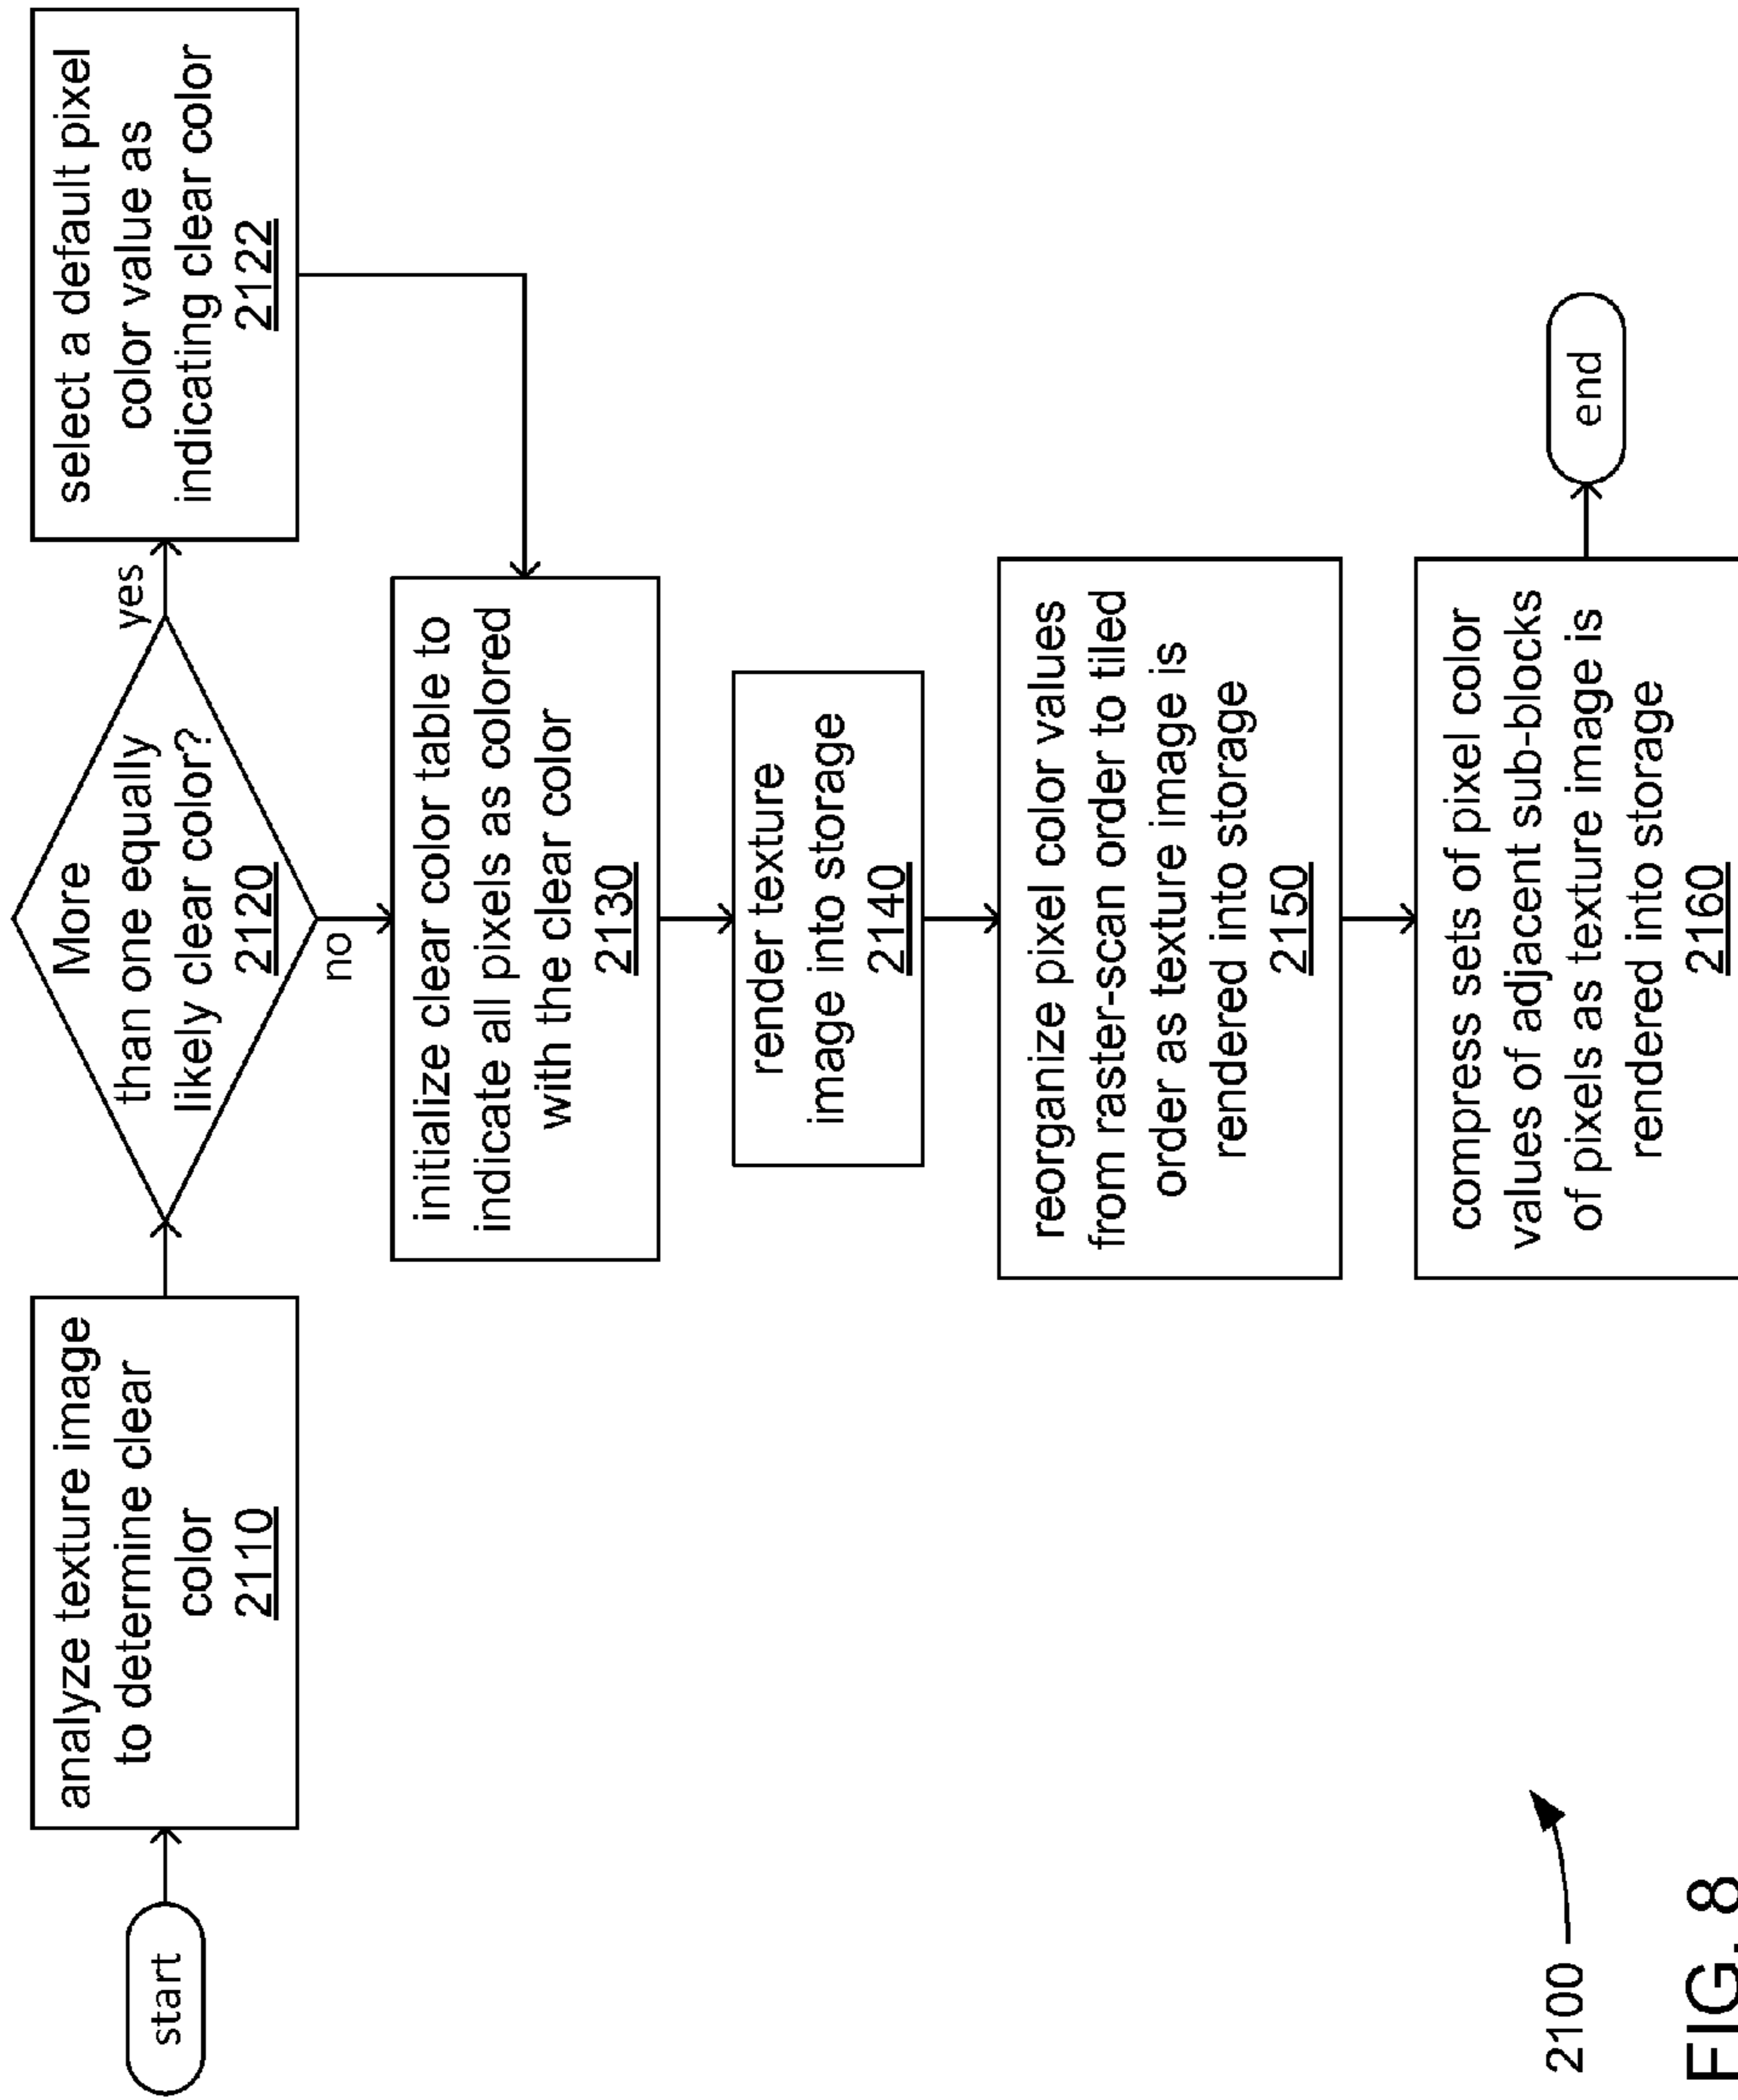 start
analyze texture image
to determine clear
color
2110
More
than one equally
likely clear color?
2120
yes
no
select a default pixel
color value as
indicating clear color
2122
initialize clear color table to
indicate all pixels as colored
with the clear color
2130
render texture
image into storage
2140
reorganize pixel color values
from raster-scan order to tiled
order as texture image is
rendered into storage
2150
compress sets of pixel color
values of adjacent sub-blocks
of pixels as texture image is
rendered into storage
2160
end
2100
FIG. 8